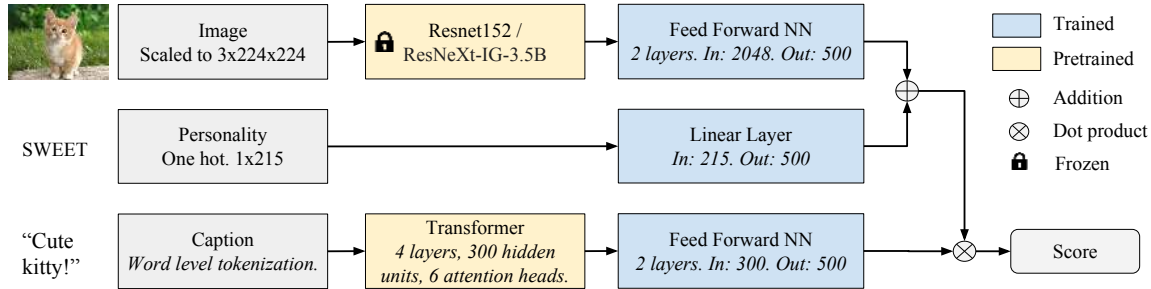 Image
Scaled to 3x224x224
Resnet152 /
ResNeXt-IG-3.5B
Feed Forward NN
2 layers. In: 2048. Out: 500
SWEET
Personality
One hot. 1x215
Linear Layer
In: 215. Out: 500
“Cute
kitty!”
Caption
Word level tokenization.
Transformer
4 layers, 300 hidden
units, 6 attention heads.
Feed Forward NN
2 layers. In: 300. Out: 500
Score
Trained
Pretrained
Addition
Dot product
Frozen